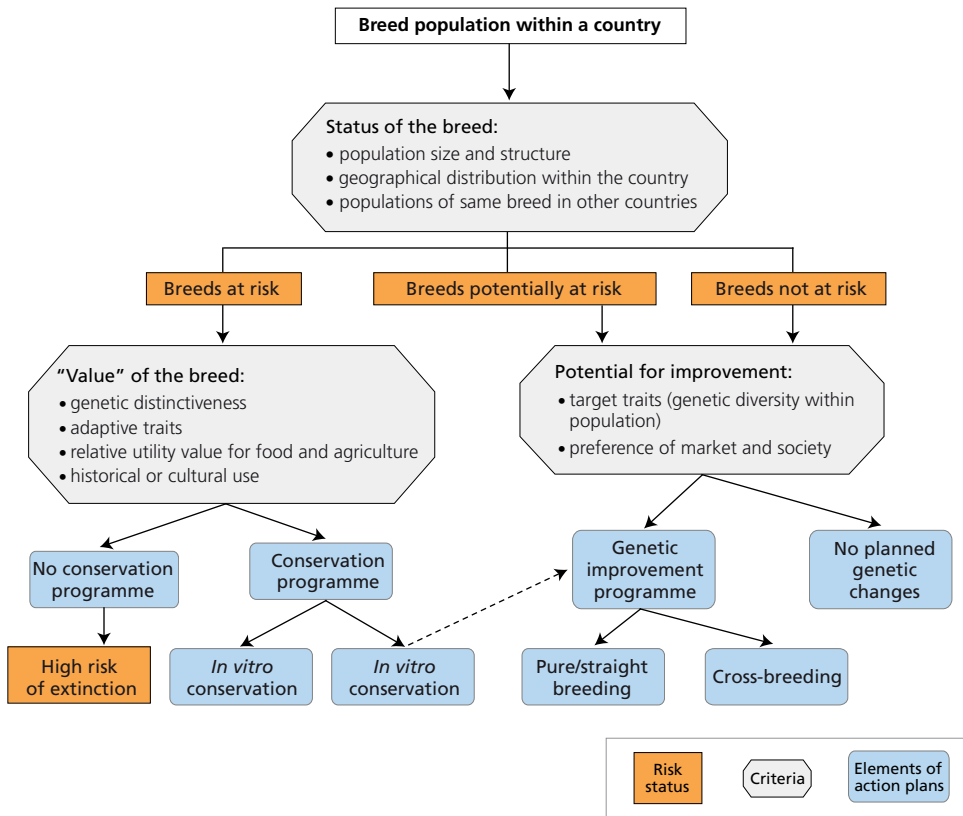 Breed population within a country
Status of the breed:
• population size and structure
• geographical distribution within the country
• populations of same breed in other countries
Breeds at risk
Breeds potentially at risk
Breeds not at risk
“Value” of the breed:
• genetic distinctiveness
• adaptive traits
• relative utility value for food and agriculture
• historical or cultural use
Potential for improvement:
• target traits (genetic diversity within
population)
• preference of market and society
No conservation
programme
Conservation
programme
Genetic
improvement
programme
No planned
genetic
changes
High risk
of extinction
In vitro
conservation
In vitro
conservation
Pure/straight
breeding
Cross-breeding
Risk
status
Criteria
Elements of
action plans